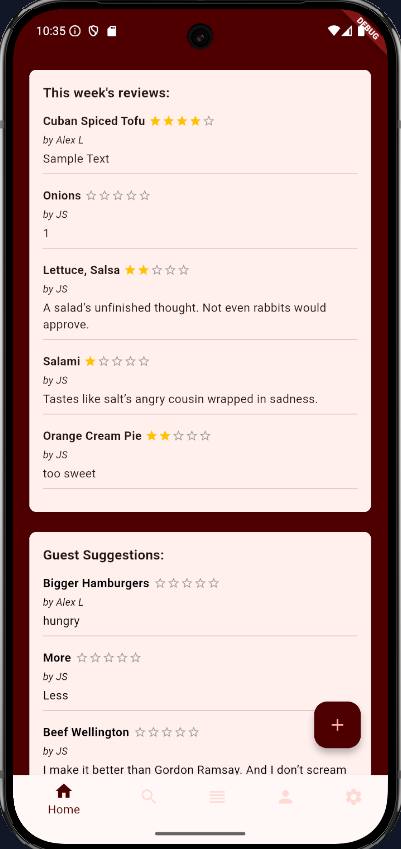 10:35
DEBUG
This week's reviews:
Cuban Spiced Tofu
by Alex L
Sample Text
Onions
by JS
1
Lettuce, Salsa
by JS
A salad’s unfinished thought. Not even rabbits would
approve.
Salami
by JS
Tastes like salt’s angry cousin wrapped in sadness.
Orange Cream Pie
by JS
too sweet
Guest Suggestions:
Bigger Hamburgers
by Alex L
hungry
More
by JS
Less
Beef Wellington
by JS
I make it better than Gordon Ramsay. And I don’t scream
Home